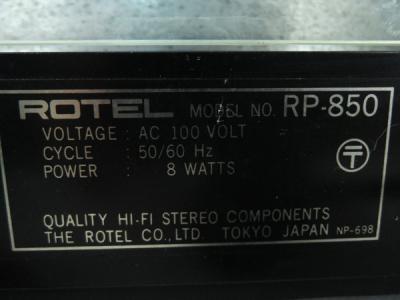 ROTEL MODEL NO. RP-850
VOLTAGE : AC 100 VOLT
CYCLE : 50/60 Hz
POWER : 8 WATTS
QUALITY HI-FI STEREO COMPONENTS
THE ROTEL CO., LTD. TOKYO JAPAN NP-698